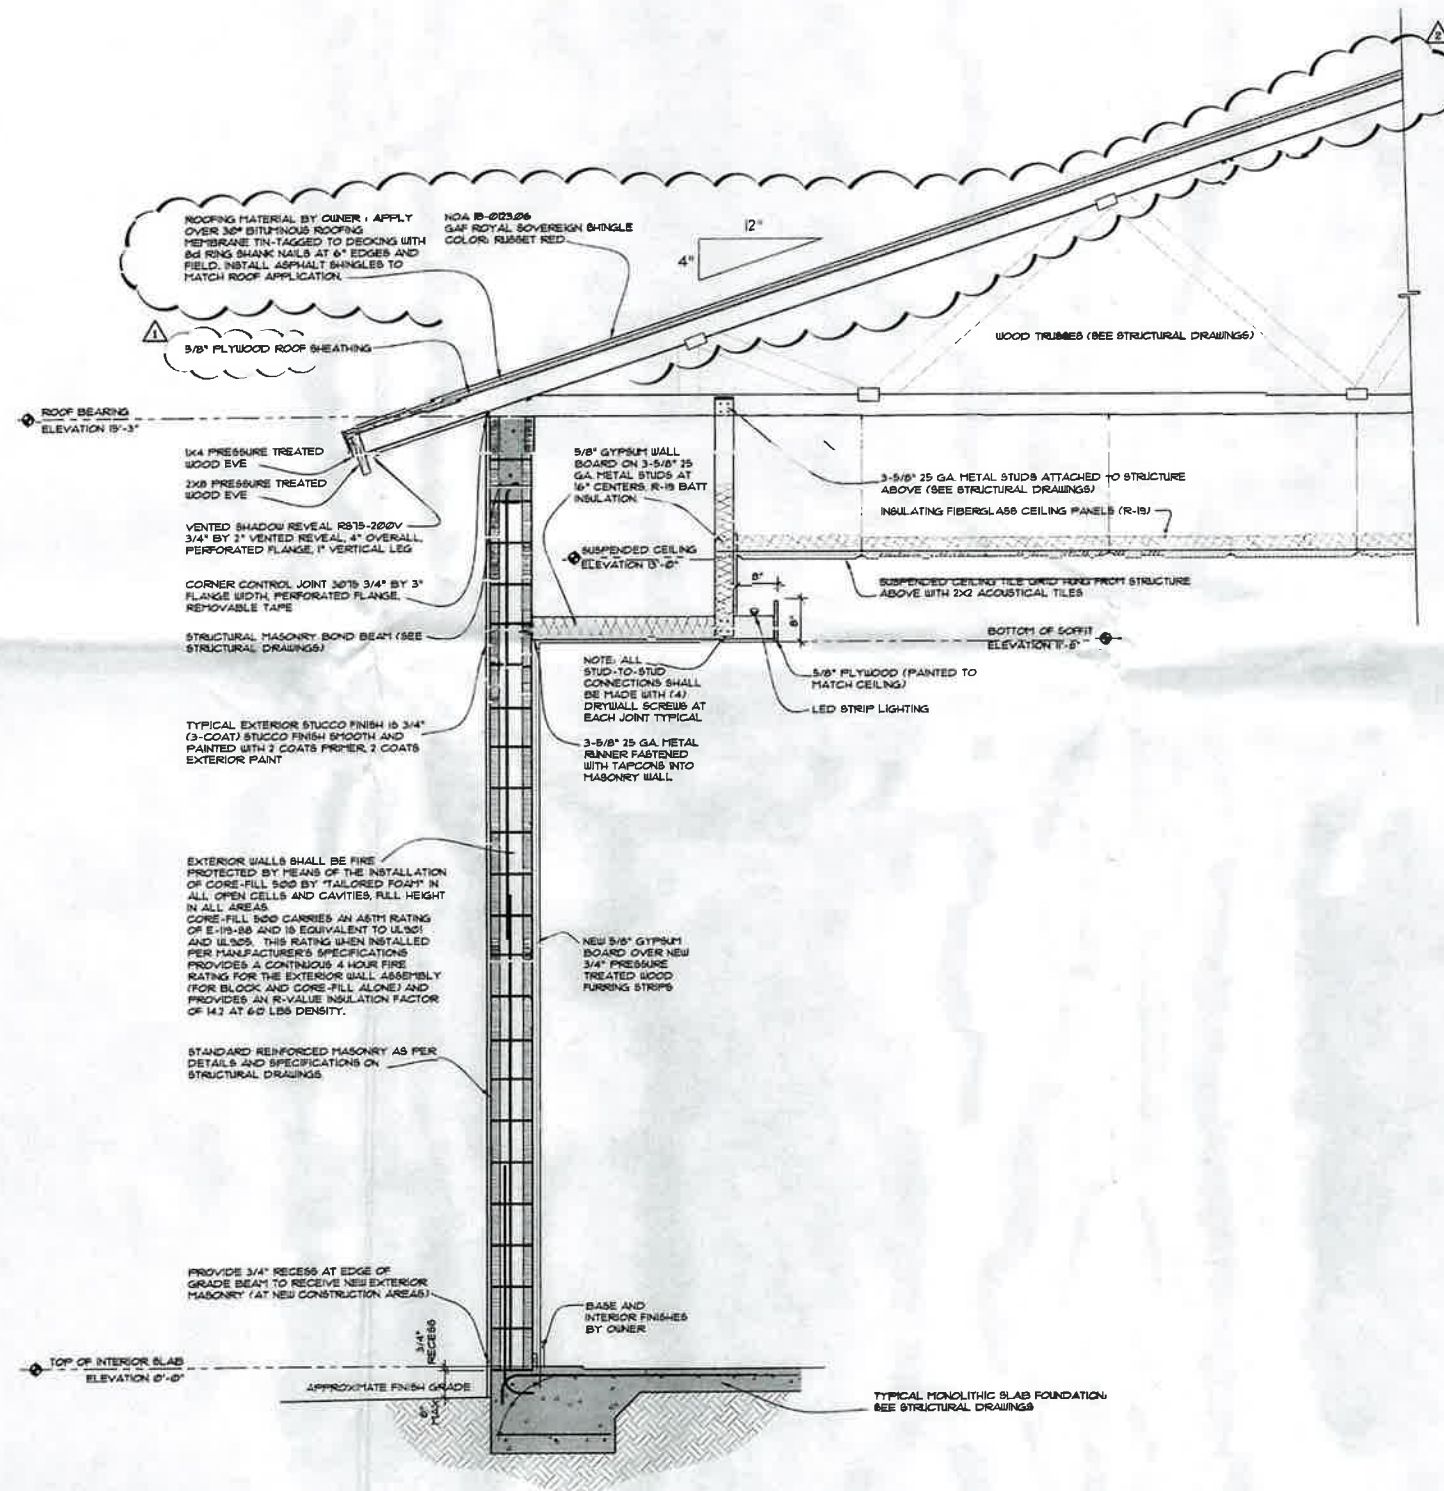 2
ROOFING MATERIAL BY OWNER : APPLY
OVER 30# BITUMINOUS ROOFING
MEMBRANE TIN-TAGGED TO DECKING WITH
8d RING SHANK NAILS AT 6" EDGES AND
FIELD. INSTALL ASPHALT SHINGLES TO
MATCH ROOF APPLICATION.
GAF ROYAL SOVEREIGN SHINGLE
COLOR: RUSSET RED
12"
4"
1
5/8" PLYWOOD ROOF SHEATHING
WOOD TRUSSES (SEE STRUCTURAL DRAWINGS)
ROOF BEARING
ELEVATION 15'-3"
1X4 PRESSURE TREATED
WOOD EVE
2X8 PRESSURE TREATED
WOOD EVE
VENTED SHADOW REVEAL RS75-200V
3/4" BY 2" VENTED REVEAL, 4" OVERALL,
PERFORATED FLANGE, 1" VERTICAL LEG
CORNER CONTROL JOINT 3075 3/4" BY 3"
FLANGE WIDTH, PERFORATED FLANGE,
REMOVABLE TAPE
STRUCTURAL MASONRY BOND BEAM (SEE
STRUCTURAL DRAWINGS)
5/8" GYPSUM WALL
BOARD ON 3-5/8" 25
GA. METAL STUDS AT
16" CENTERS. R-19 BATT
INSULATION.
3-5/8" 25 GA. METAL STUDS ATTACHED TO STRUCTURE
ABOVE (SEE STRUCTURAL DRAWINGS)
INSULATING FIBERGLASS CEILING PANELS (R-19)
SUSPENDED CEILING
ELEVATION 13'-0"
8"
8"
SUSPENDED CEILING TILE GRID HUNG FROM STRUCTURE
ABOVE WITH 2X2 ACOUSTICAL TILES
BOTTOM OF SOFFIT
ELEVATION 11'-6"
5/8" PLYWOOD (PAINTED TO
MATCH CEILING)
LED STRIP LIGHTING
NOTE: ALL
STUD-TO-STUD
CONNECTIONS SHALL
BE MADE WITH (4)
DRYWALL SCREWS AT
EACH JOINT TYPICAL
3-5/8" 25 GA. METAL
RUNNER FASTENED
WITH TAPCONS INTO
MASONRY WALL
TYPICAL EXTERIOR STUCCO FINISH IS 3/4"
(3-COAT) STUCCO FINISH SMOOTH AND
PAINTED WITH 2 COATS PRIMER, 2 COATS
EXTERIOR PAINT
EXTERIOR WALLS SHALL BE FIRE
PROTECTED BY MEANS OF THE INSTALLATION
OF CORE-FILL 500 BY "TAILORED FOAM" IN
ALL OPEN CELLS AND CAVITIES, FULL HEIGHT
IN ALL AREAS.
CORE-FILL 500 CARRIES AN ASTM RATING
OF E-119-88 AND IS EQUIVALENT TO UL901
AND UL905. THIS RATING WHEN INSTALLED
PER MANUFACTURER'S SPECIFICATIONS
PROVIDES A CONTINUOUS 4 HOUR FIRE
RATING FOR THE EXTERIOR WALL ASSEMBLY
(FOR BLOCK AND CORE-FILL ALONE) AND
PROVIDES AN R-VALUE INSULATION FACTOR
OF 14.2 AT 6.0 LBS DENSITY.
NEW 5/8" GYPSUM
BOARD OVER NEW
3/4" PRESSURE
TREATED WOOD
FURRING STRIPS
STANDARD REINFORCED MASONRY AS PER
DETAILS AND SPECIFICATIONS ON
STRUCTURAL DRAWINGS
PROVIDE 3/4" RECESS AT EDGE OF
GRADE BEAM TO RECEIVE NEW EXTERIOR
MASONRY (AT NEW CONSTRUCTION AREAS)
BASE AND
INTERIOR FINISHES
BY OWNER
3/4"
RECESS
TOP OF INTERIOR SLAB
ELEVATION 0'-0"
APPROXIMATE FINISH GRADE
MAX
TYPICAL MONOLITHIC SLAB FOUNDATION;
SEE STRUCTURAL DRAWINGS